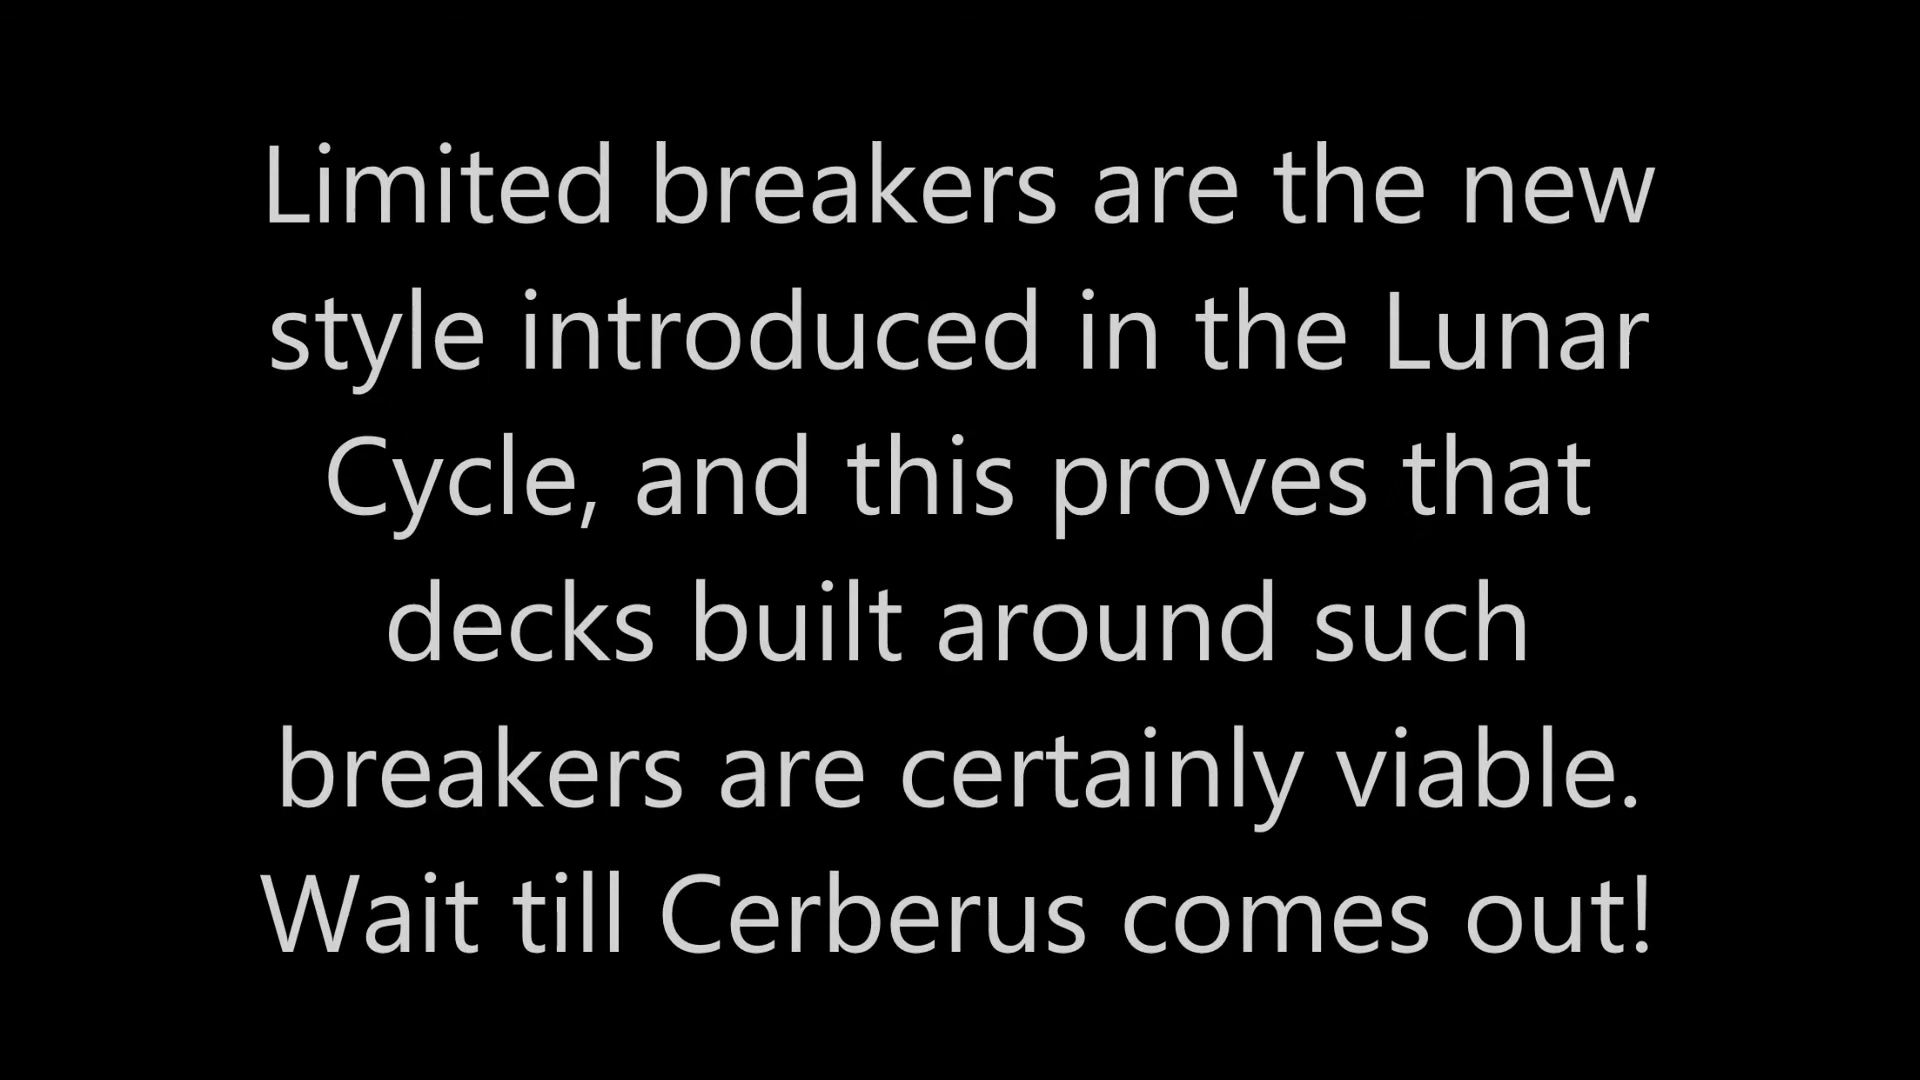 Limited breakers are the new
style introduced in the Lunar
Cycle, and this proves that
decks built around such
breakers are certainly viable.
Wait till Cerberus comes out!